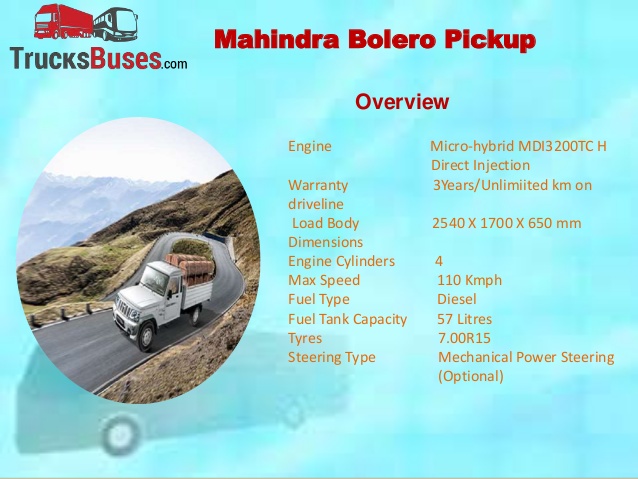 TrucksBuses.com
Mahindra Bolero Pickup
Overview
Engine Micro-hybrid MDI3200TC H
Direct Injection
Warranty 3Years/Unlimiited km on
driveline
Load Body 2540 X 1700 X 650 mm
Dimensions
Engine Cylinders 4
Max Speed 110 Kmph
Fuel Type Diesel
Fuel Tank Capacity 57 Litres
Tyres 7.00R15
Steering Type Mechanical Power Steering
(Optional)